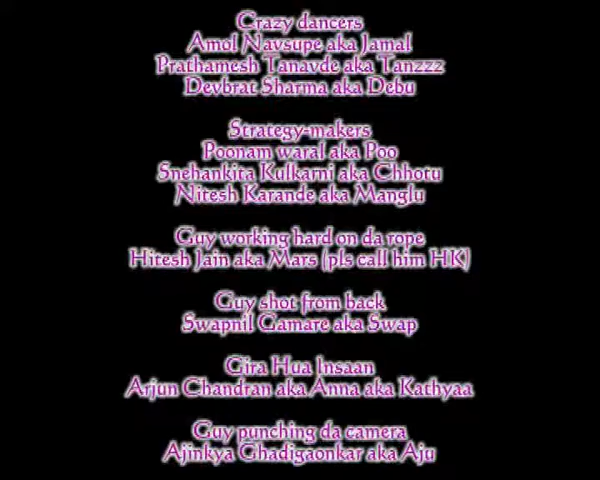 Crazy dancers
Amol Navsupe aka Jamal
Prathamesh Tanavde aka Tanzzz
Devbrat Sharma aka Debu
Strategy-makers
Poonam waral aka Poo
Snehankita Kulkarni aka Chhotu
Nitesh Karande aka Manglu
Guy working hard on da rope
Hitesh Jain aka Mars (pls call him HK)
Guy shot from back
Swapnil Gamare aka Swap
Gira Hua Insaan
Arjun Chandran aka Anna aka Kathyaa
Guy punching da camera
Ajinkya Ghadigaonkar aka Aju